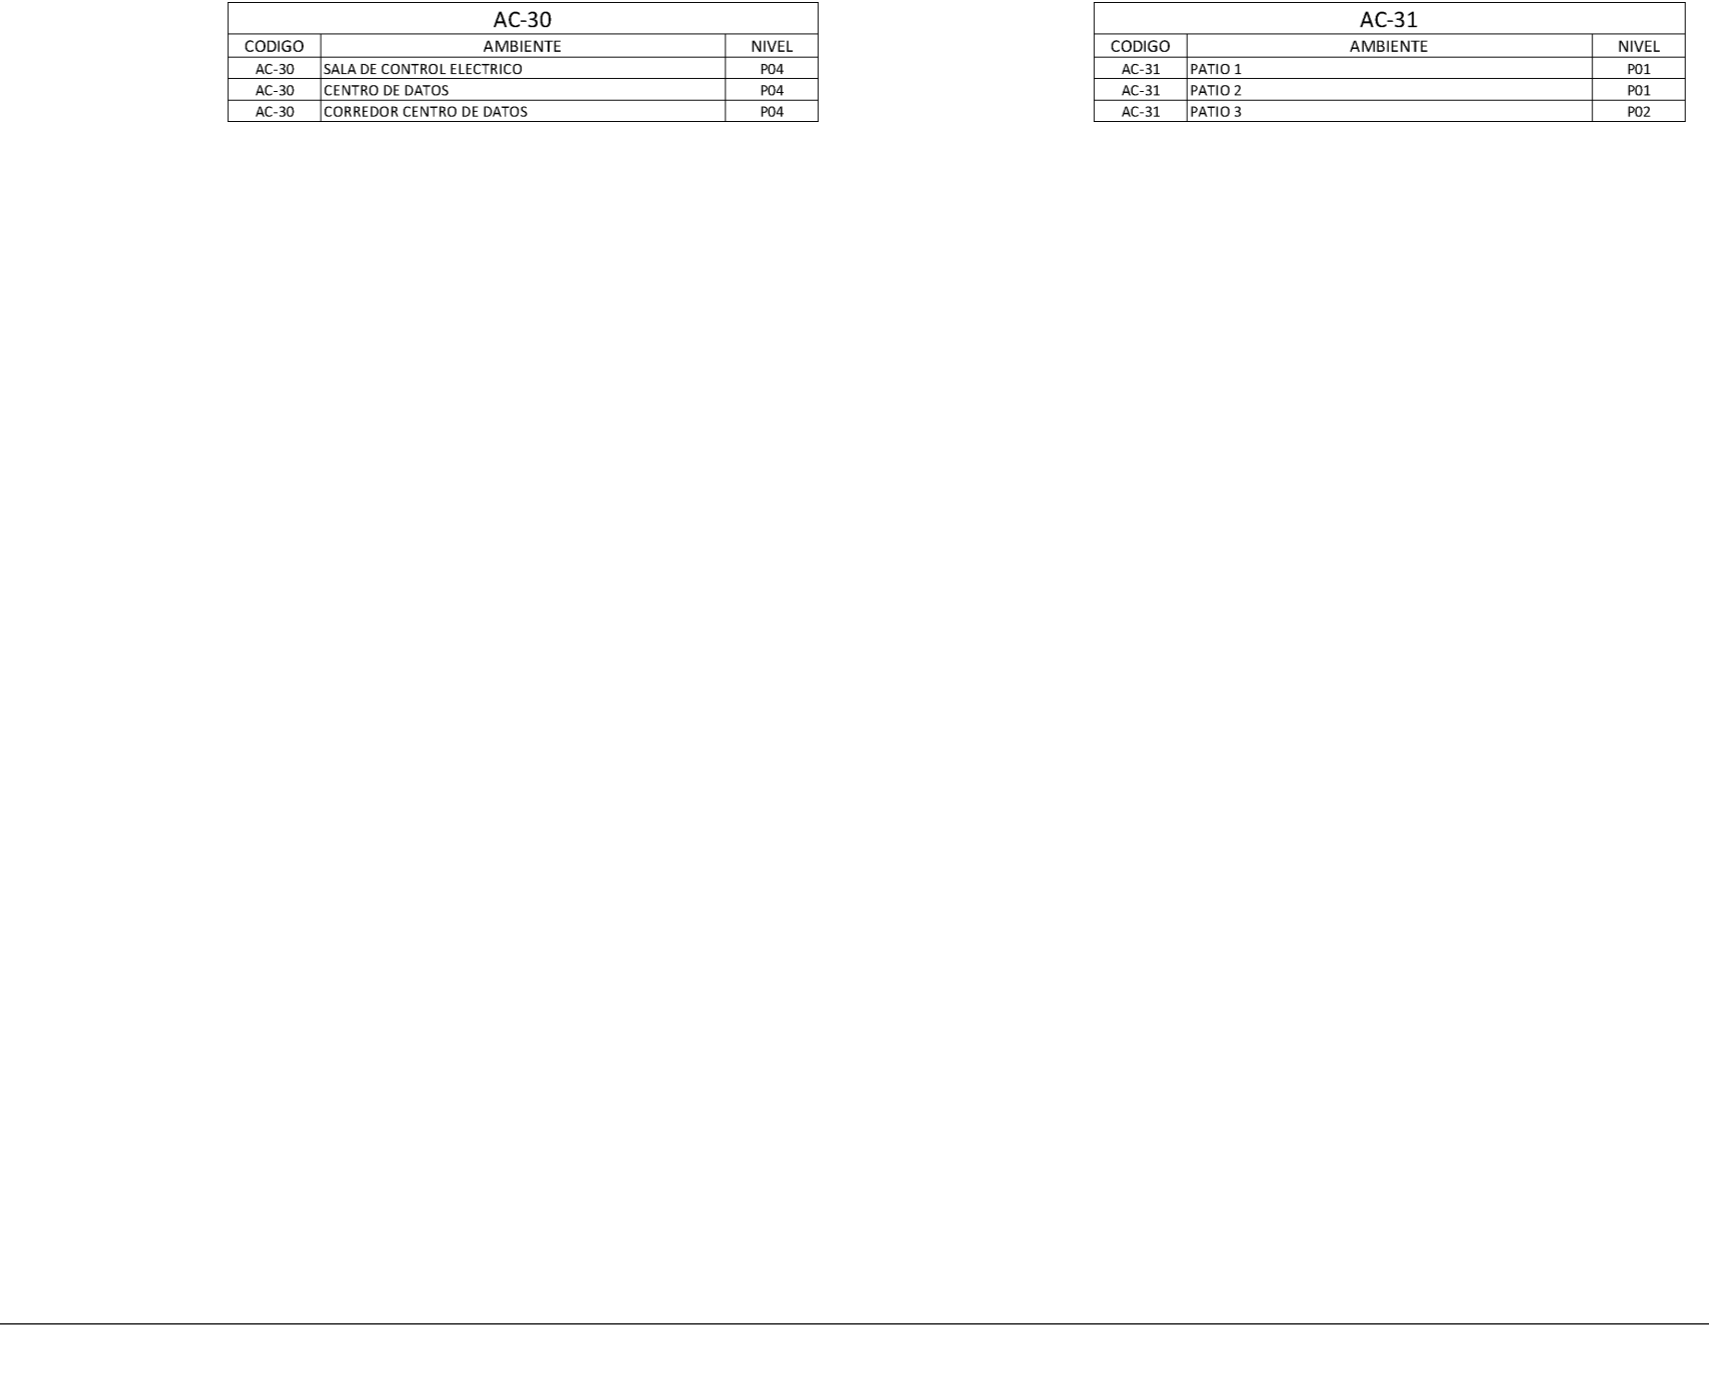 AC-30
CODIGO AMBIENTE NIVEL
AC-30 SALA DE CONTROL ELECTRICO P04
AC-30 CENTRO DE DATOS P04
AC-30 CORREDOR CENTRO DE DATOS P04
AC-31
CODIGO AMBIENTE NIVEL
AC-31 PATIO 1 P01
AC-31 PATIO 2 P01
AC-31 PATIO 3 P02